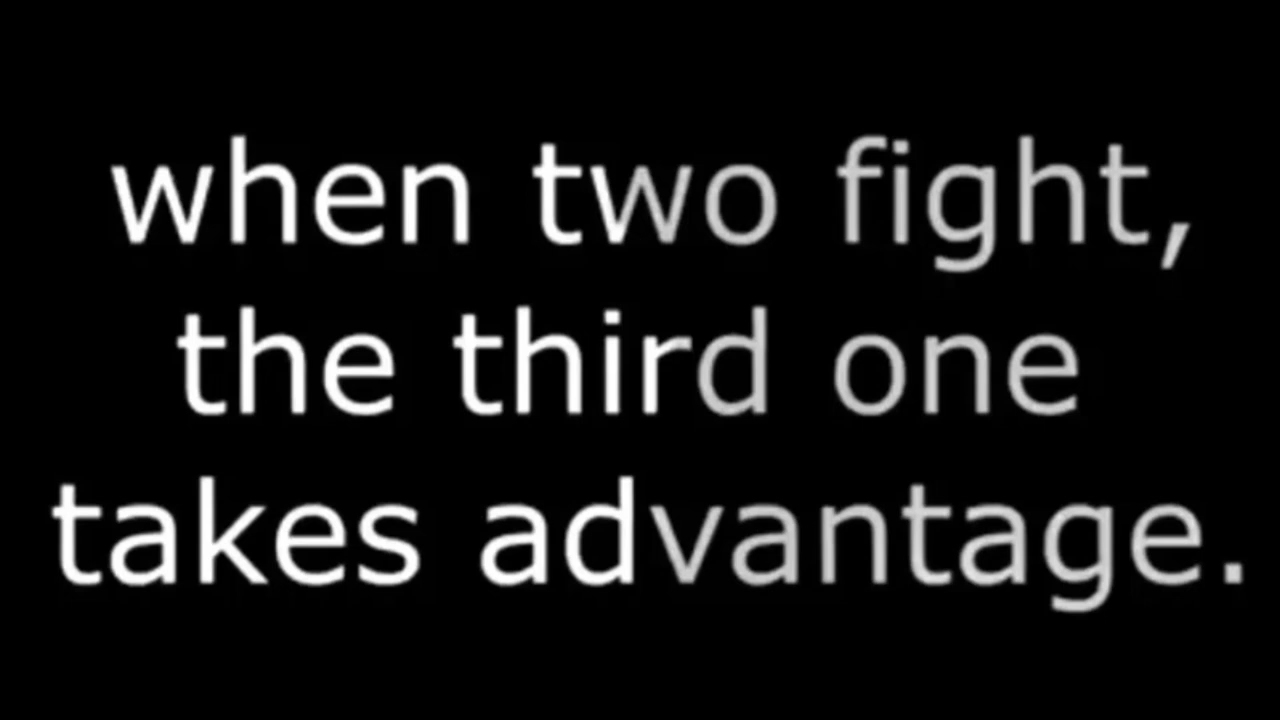 when two fight,
the third one
takes advantage.